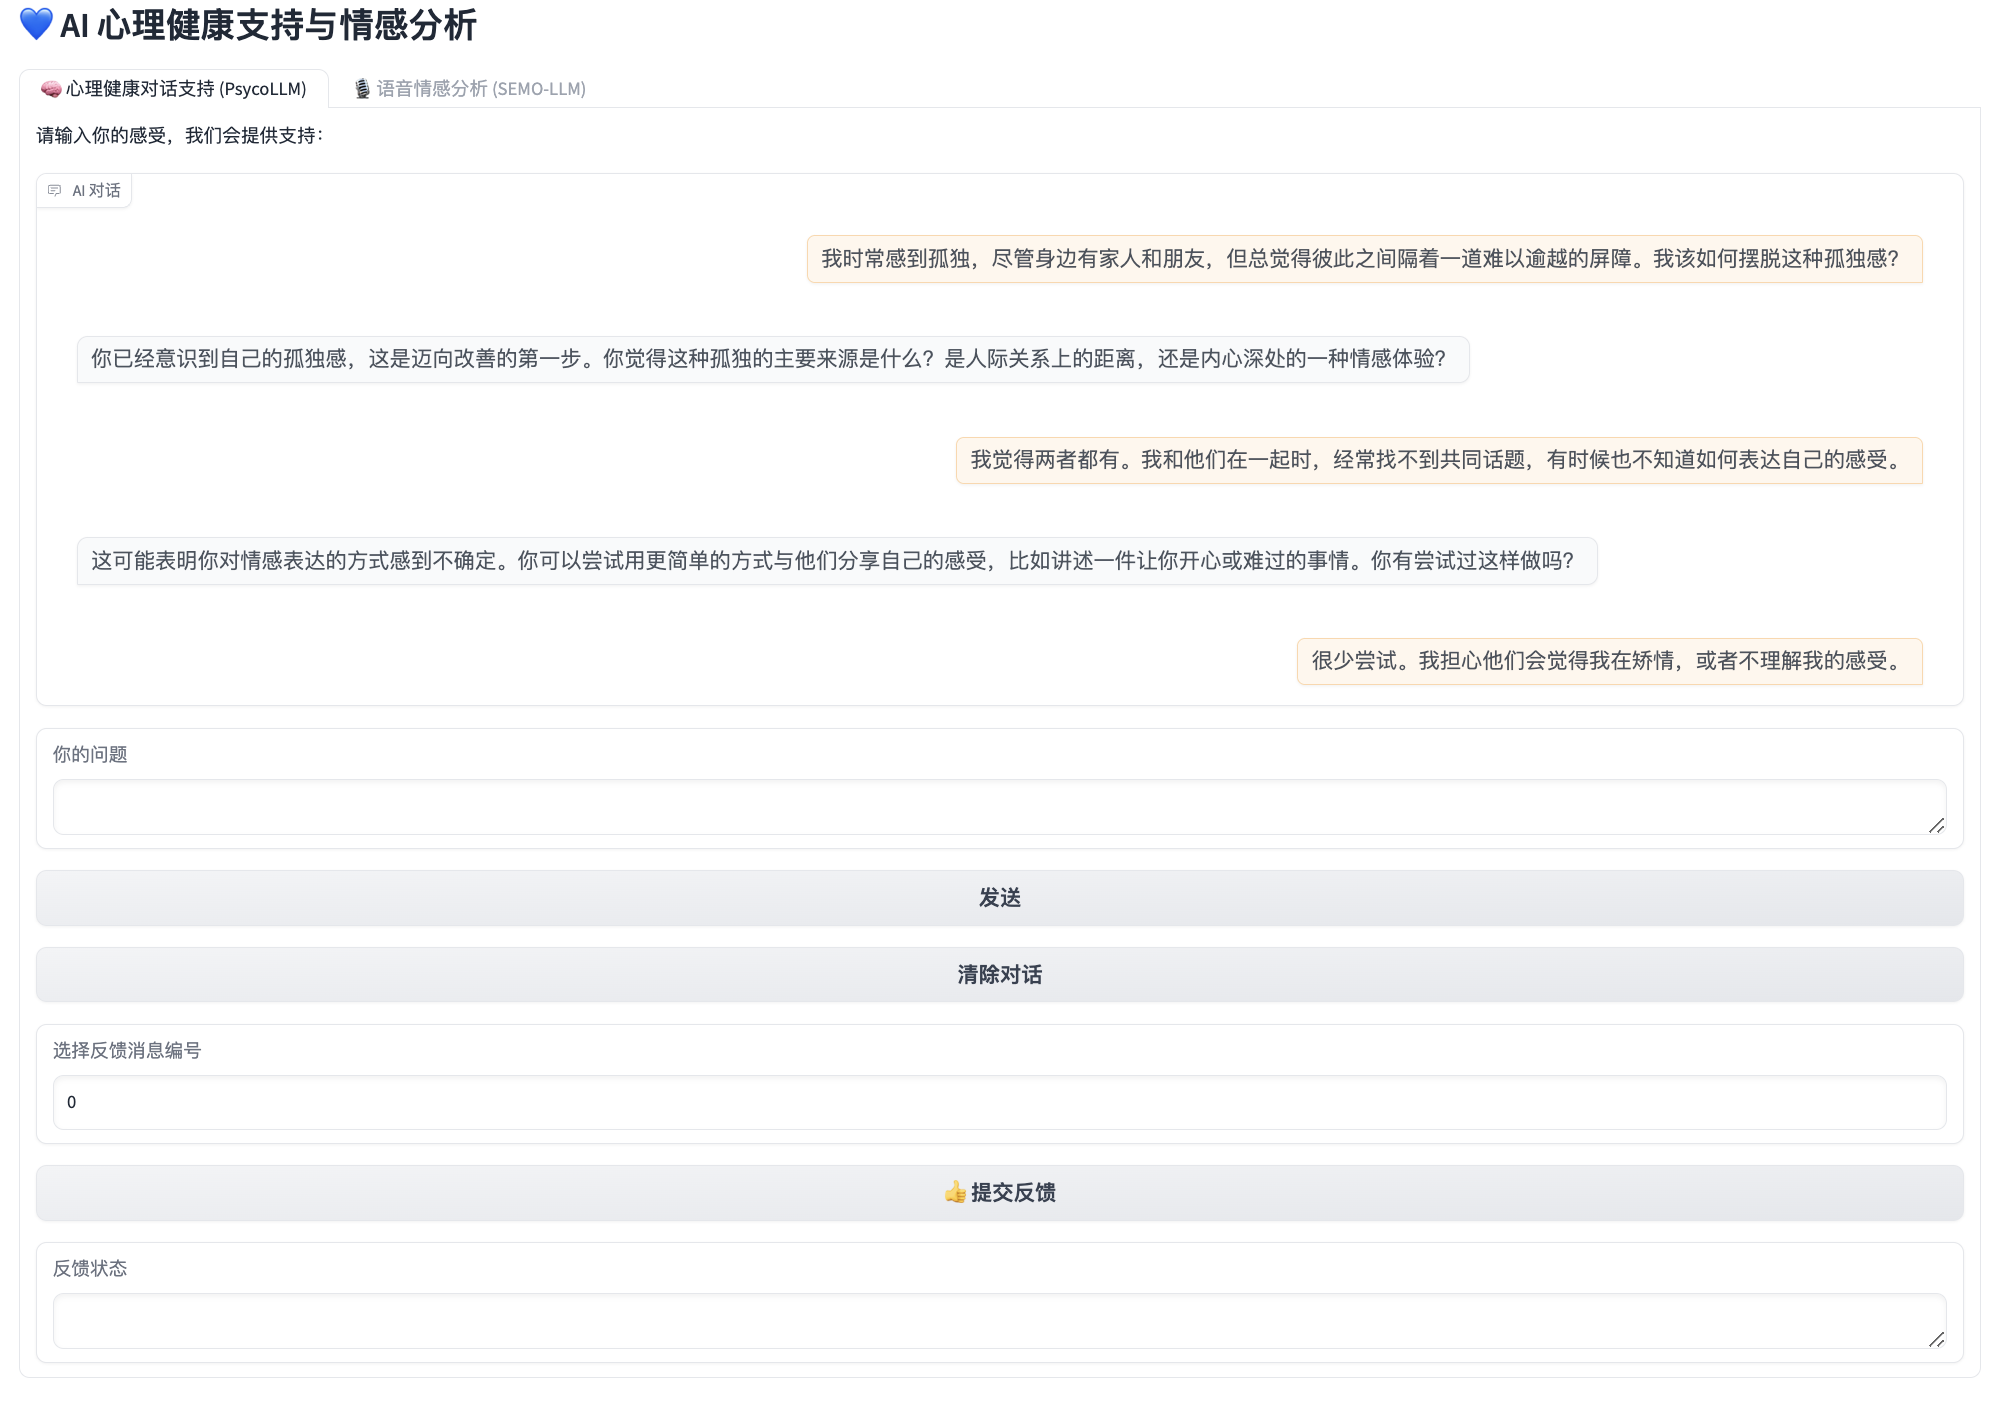 💙 AI 心理健康支持与情感分析
🧠 心理健康对话支持 (PsycoLLM)
🎙️ 语音情感分析 (SEMO-LLM)
请输入你的感受，我们会提供支持：
AI 对话
我时常感到孤独，尽管身边有家人和朋友，但总觉得彼此之间隔着一道难以逾越的屏障。我该如何摆脱这种孤独感？
你已经意识到自己的孤独感，这是迈向改善的第一步。你觉得这种孤独的主要来源是什么？是人际关系上的距离，还是内心深处的一种情感体验？
我觉得两者都有。我和他们在一起时，经常找不到共同话题，有时候也不知道如何表达自己的感受。
这可能表明你对情感表达的方式感到不确定。你可以尝试用更简单的方式与他们分享自己的感受，比如讲述一件让你开心或难过的事情。你有尝试过这样做吗？
很少尝试。我担心他们会觉得我在矫情，或者不理解我的感受。
你的问题
发送
清除对话
选择反馈消息编号
0
👍 提交反馈
反馈状态